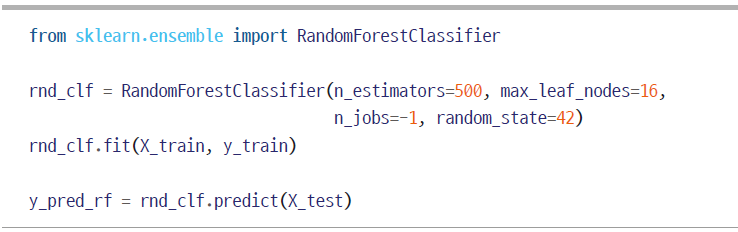 from sklearn.ensemble import RandomForestClassifier
rnd_clf = RandomForestClassifier(n_estimators=500, max_leaf_nodes=16,
n_jobs=-1, random_state=42)
rnd_clf.fit(X_train, y_train)
y_pred_rf = rnd_clf.predict(X_test)